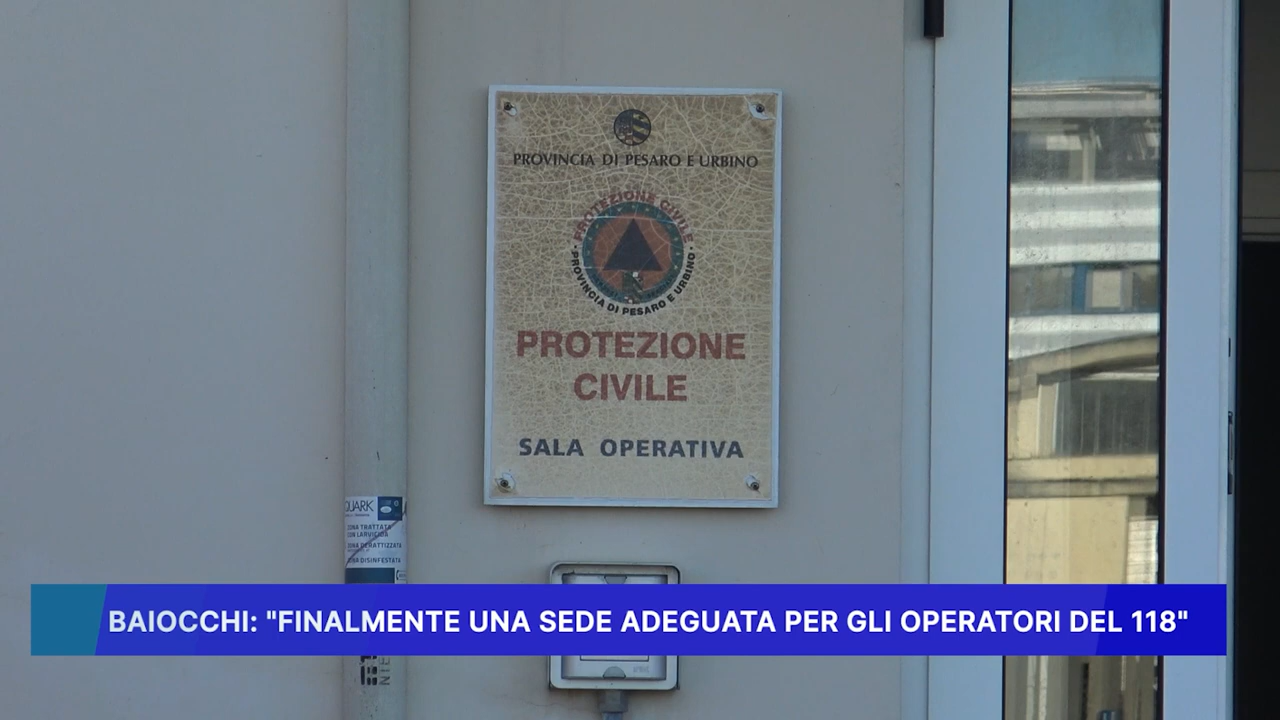 PROVINCIA DI PESARO E URBINO
PROTEZIONE CIVILE
PROVINCIA DI PESARO E URBINO
PROTEZIONE
CIVILE
SALA OPERATIVA
QUARK
ZONA TRATTATA
CON LARVICIDA
ZONA DERATTIZZATA
ZONA DISINFESTATA
BAIOCCHI: "FINALMENTE UNA SEDE ADEGUATA PER GLI OPERATORI DEL 118"